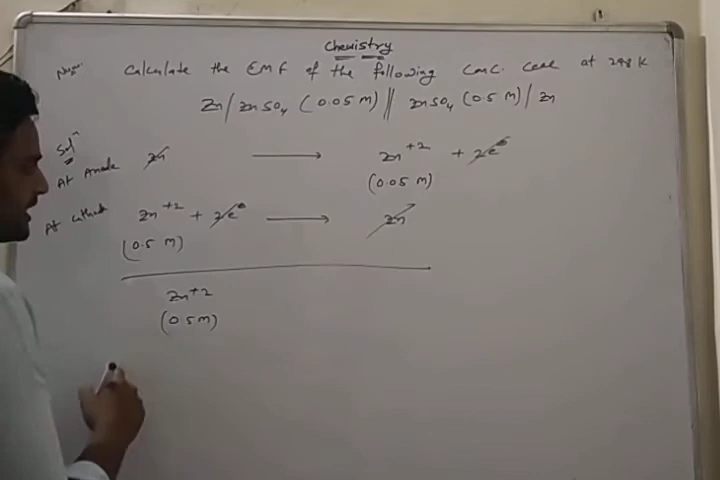 Chemistry
Calculate the EMF of the following Conc. Cell at 298 K
Zn / ZnSO4 (0.05 M) || ZnSO4 (0.5 M) / Zn
Sol^n
At Anode Zn ⟶ Zn^+2 + 2e^⊖
(0.05 M)
At Cathode Zn^+2 + 2e^⊖ ⟶ Zn
(0.5 M)
Zn^+2
(0.5M)